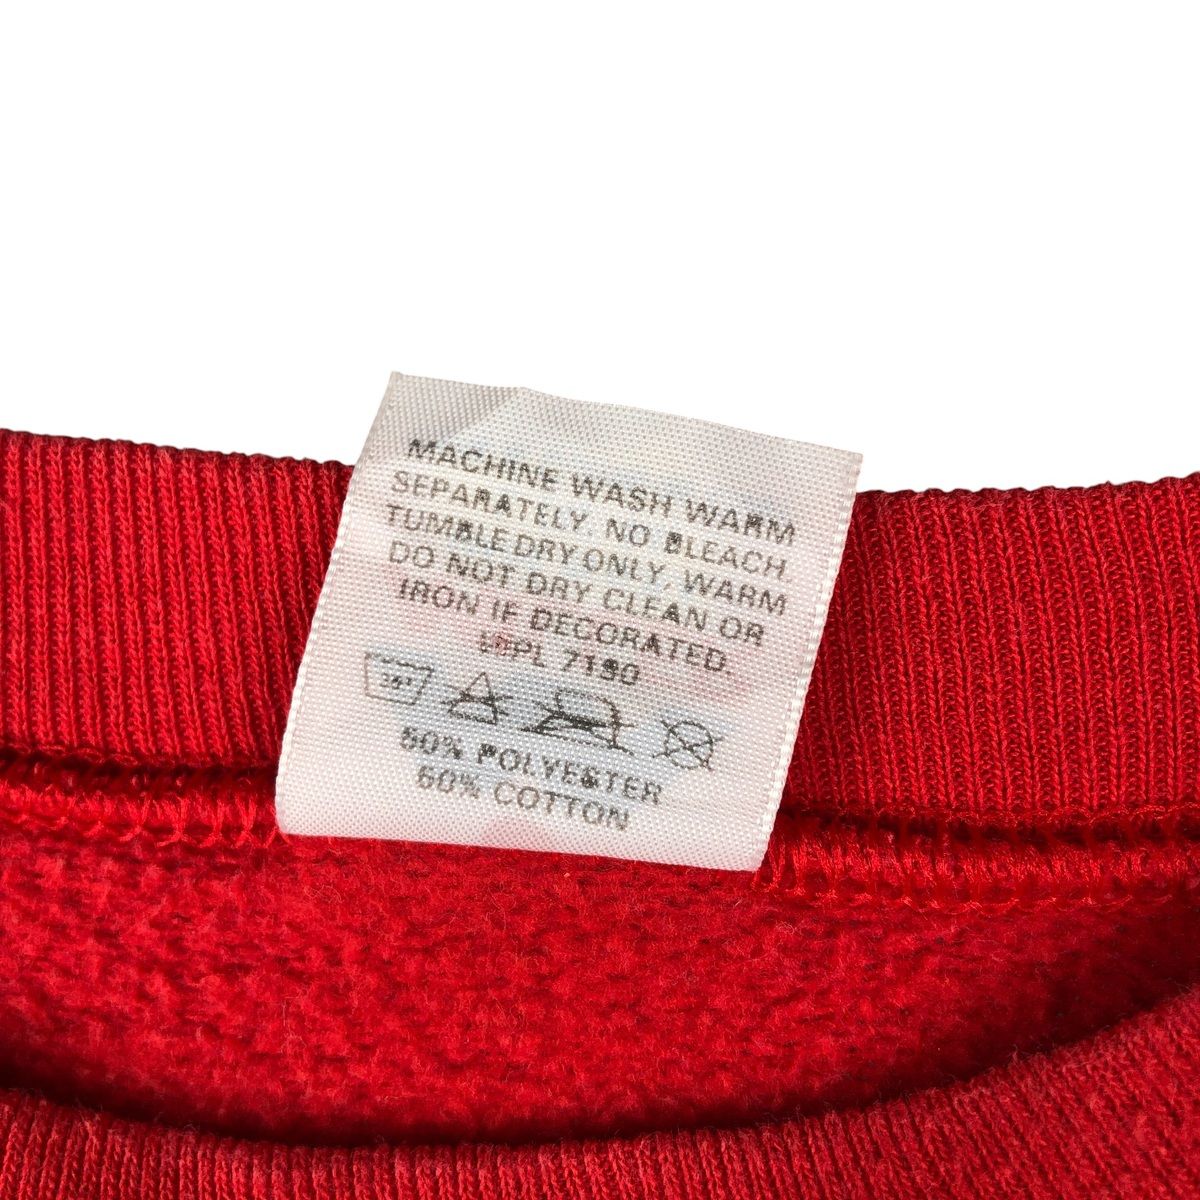 MACHINE WASH WARM
SEPARATELY. NO BLEACH.
TUMBLE DRY ONLY, WARM
DO NOT DRY CLEAN OR
IRON IF DECORATED.
7190
50% POLYESTER
50% COTTON